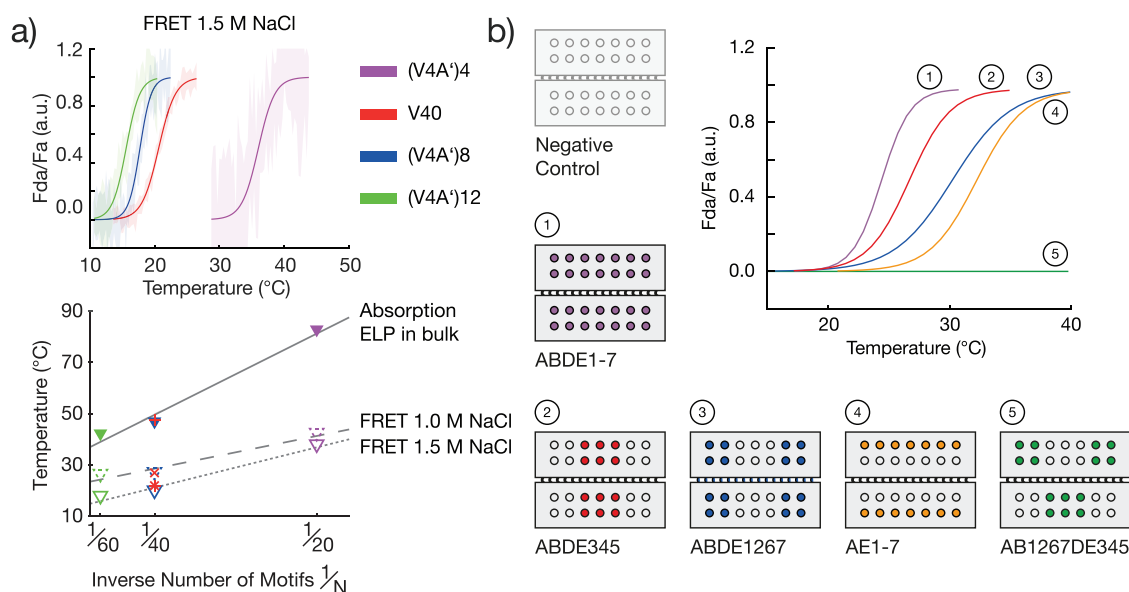 a)
FRET 1.5 M NaCl
1.2
0.8
0.4
0.0
Fda/Fa (a.u.)
10
20
30
40
50
Temperature (°C)
(V4A‘)4
V40
(V4A‘)8
(V4A‘)12
90
70
50
30
10
Temperature (°C)
Absorption
ELP in bulk
FRET 1.0 M NaCl
FRET 1.5 M NaCl
1/60
1/40
1/20
Inverse Number of Motifs 1/N
b)
Negative
Control
1
ABDE1-7
1.2
0.8
0.4
0.0
Fda/Fa (a.u.)
1
2
3
4
5
20
30
40
Temperature (°C)
2
ABDE345
3
ABDE1267
4
AE1-7
5
AB1267DE345